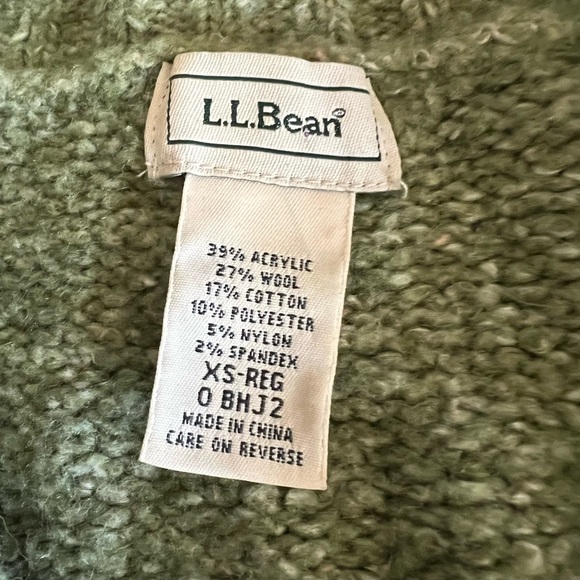 L.L.Bean®
39% ACRYLIC
27% WOOL
17% COTTON
10% POLYESTER
5% NYLON
2% SPANDEX
XS-REG
0 BHJ2
MADE IN CHINA
CARE ON REVERSE